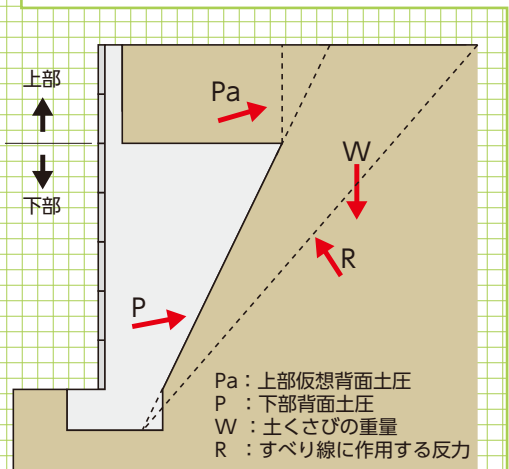 上部
Pa
W
下部
R
P
Pa：上部仮想背面土圧
P ：下部背面土圧
W ：土くさびの重量
R ：すべり線に作用する反力